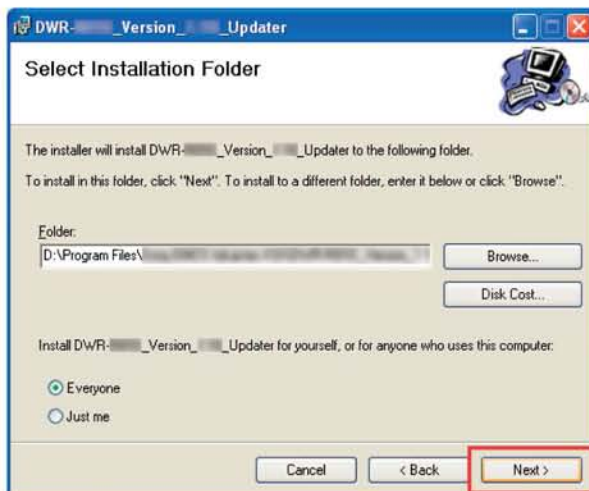 DWR- _Version_ _Updater
Select Installation Folder
The installer will install DWR- _Version_ _Updater to the following folder.
To install in this folder, click "Next". To install to a different folder, enter it below or click "Browse".
Folder:
D:\Program Files\
Browse...
Disk Cost...
Install DWR- _Version_ _Updater for yourself, or for anyone who uses this computer:
Everyone
Just me
Cancel
< Back
Next >